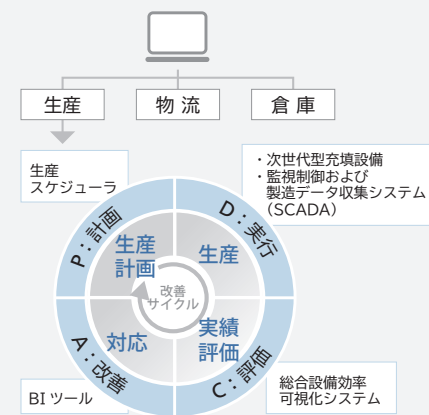 生産
物流
倉庫
生産
スケジューラ
・次世代型充填設備
・監視制御および
製造データ収集システム
（SCADA）
P：計画
D：実行
生産
計画
生産
改善
サイクル
対応
実績
評価
A：改善
C：評価
BI ツール
総合設備効率
可視化システム